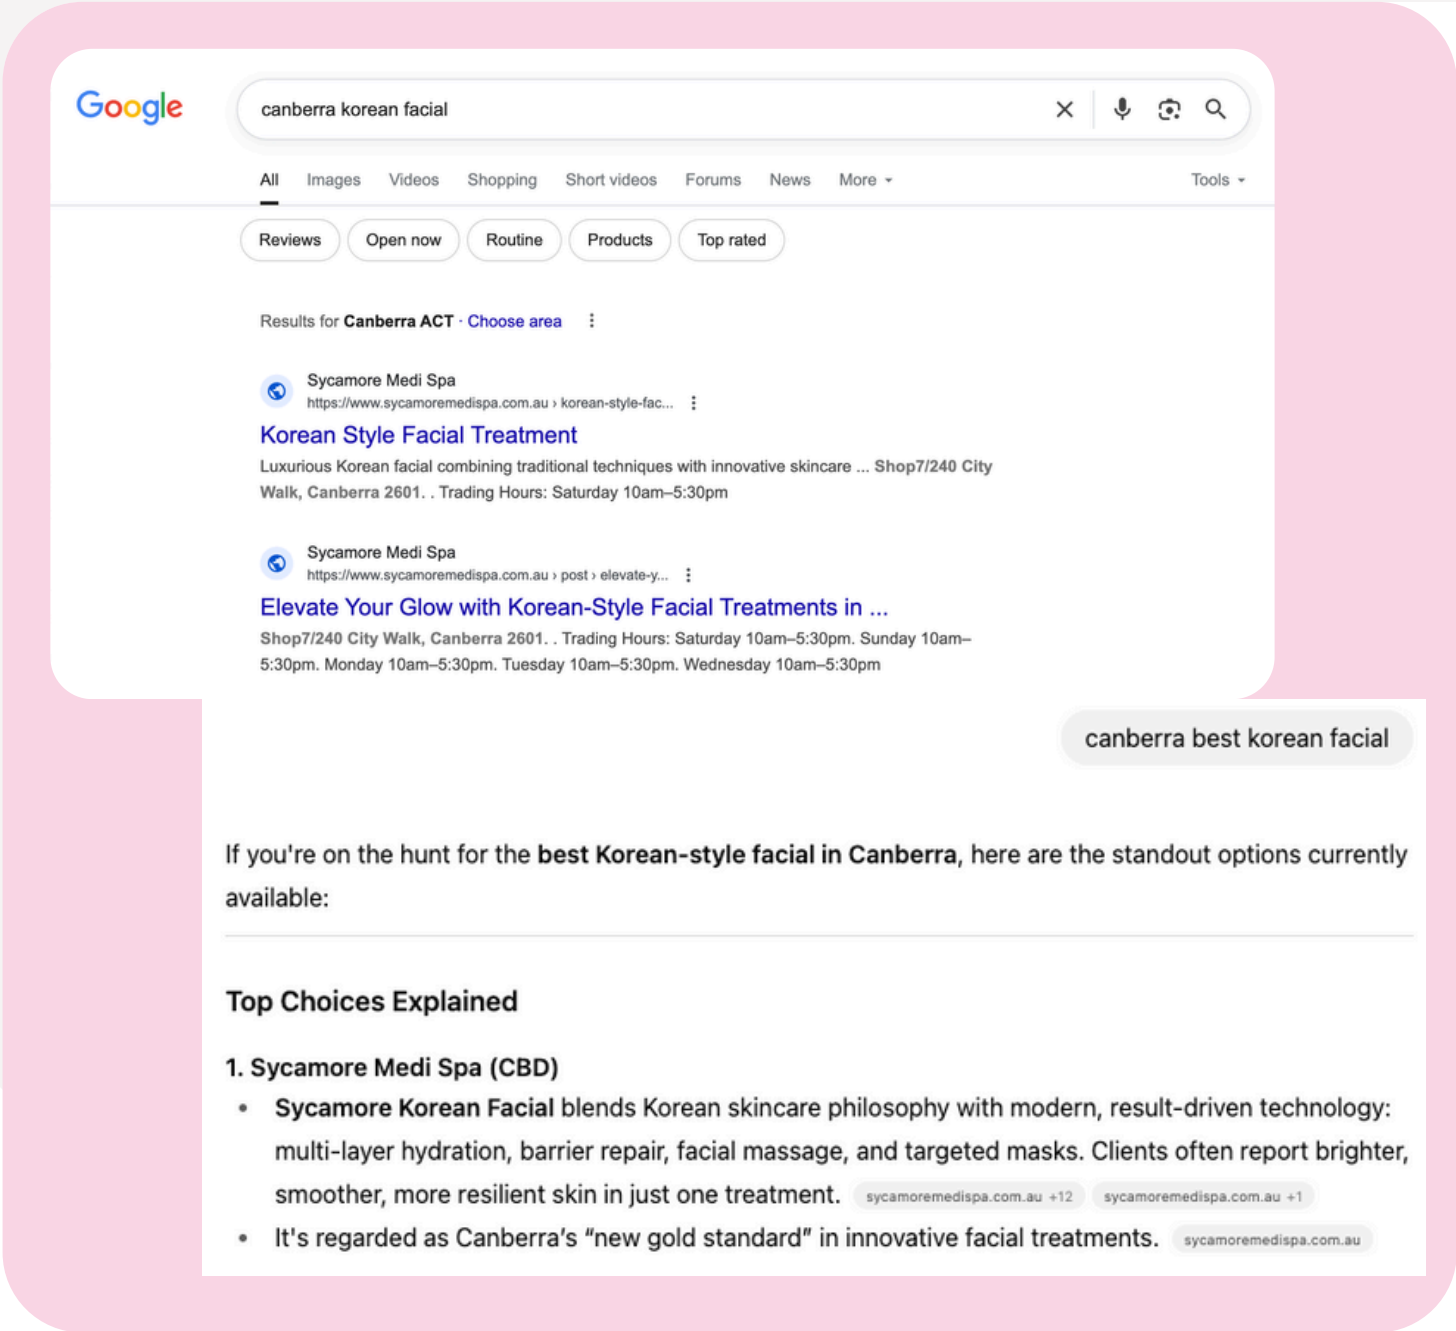 Google
canberra korean facial
All Images Videos Shopping Short videos Forums News More Tools
Reviews Open now Routine Products Top rated
Results for Canberra ACT · Choose area
Sycamore Medi Spa
https://www.sycamoremedispa.com.au › korean-style-fac...
Korean Style Facial Treatment
Luxurious Korean facial combining traditional techniques with innovative skincare ... Shop7/240 City
Walk, Canberra 2601. . Trading Hours: Saturday 10am–5:30pm
Sycamore Medi Spa
https://www.sycamoremedispa.com.au › post › elevate-y...
Elevate Your Glow with Korean-Style Facial Treatments in ...
Shop7/240 City Walk, Canberra 2601. . Trading Hours: Saturday 10am–5:30pm. Sunday 10am–
5:30pm. Monday 10am–5:30pm. Tuesday 10am–5:30pm. Wednesday 10am–5:30pm
canberra best korean facial
If you're on the hunt for the best Korean-style facial in Canberra, here are the standout options currently
available:
Top Choices Explained
1. Sycamore Medi Spa (CBD)
• Sycamore Korean Facial blends Korean skincare philosophy with modern, result-driven technology:
multi-layer hydration, barrier repair, facial massage, and targeted masks. Clients often report brighter,
smoother, more resilient skin in just one treatment. sycamoremedispa.com.au +12 sycamoremedispa.com.au +1
• It's regarded as Canberra’s “new gold standard” in innovative facial treatments. sycamoremedispa.com.au